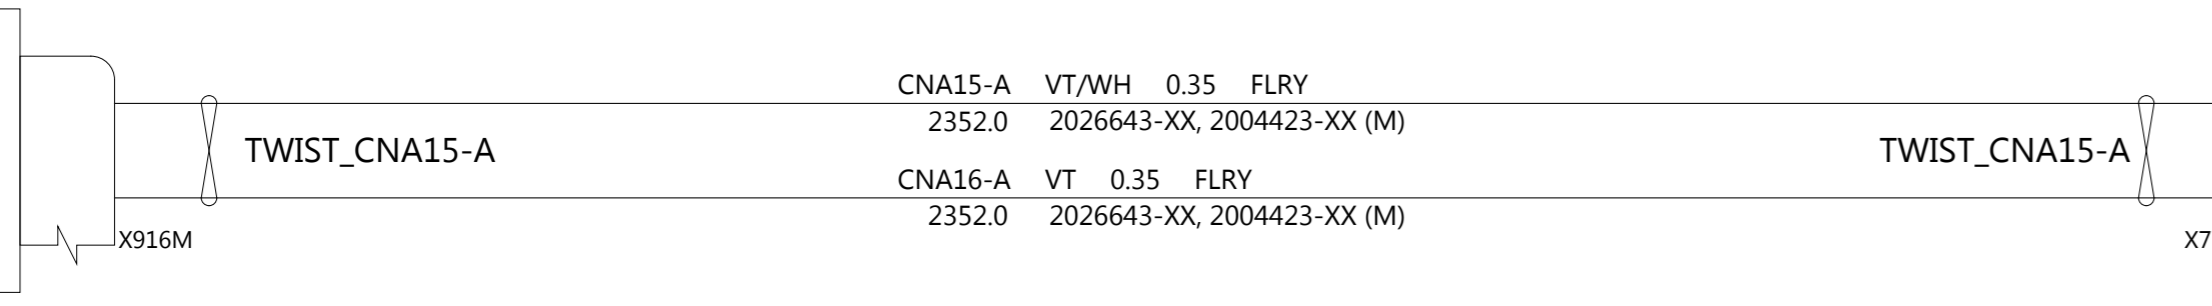 CNA15-A VT/WH 0.35 FLRY
2352.0 2026643-XX, 2004423-XX (M)
TWIST_CNA15-A TWIST_CNA15-A
CNA16-A VT 0.35 FLRY
2352.0 2026643-XX, 2004423-XX (M)
X916M X7